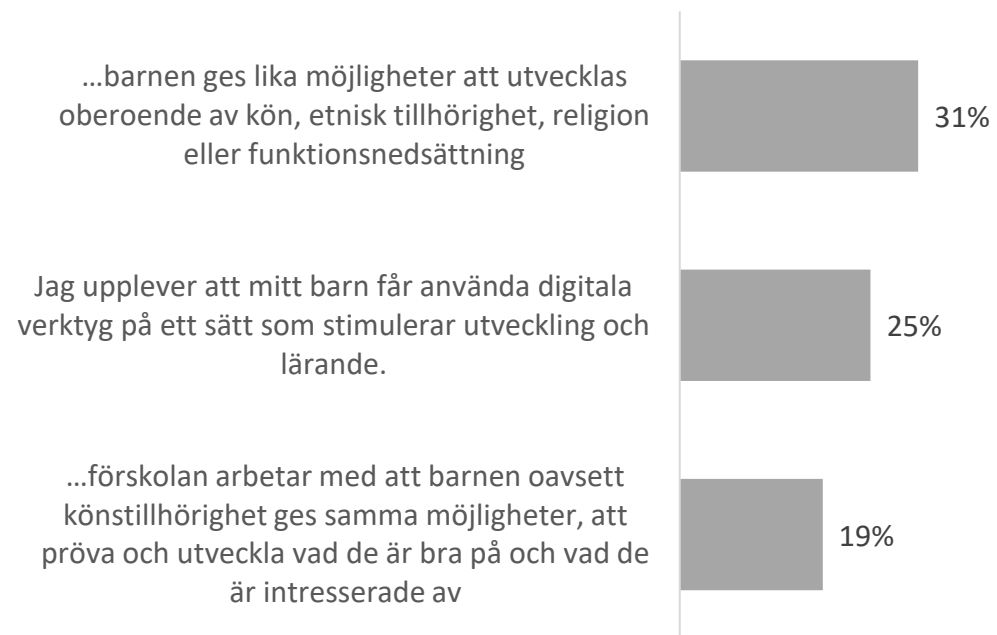 ...barnen ges lika möjligheter att utvecklas
oberoende av kön, etnisk tillhörighet, religion
eller funktionsnedsättning
31%
Jag upplever att mitt barn får använda digitala
verktyg på ett sätt som stimulerar utveckling och
lärande.
25%
...förskolan arbetar med att barnen oavsett
könstillhörighet ges samma möjligheter, att
pröva och utveckla vad de är bra på och vad de
är intresserade av
19%